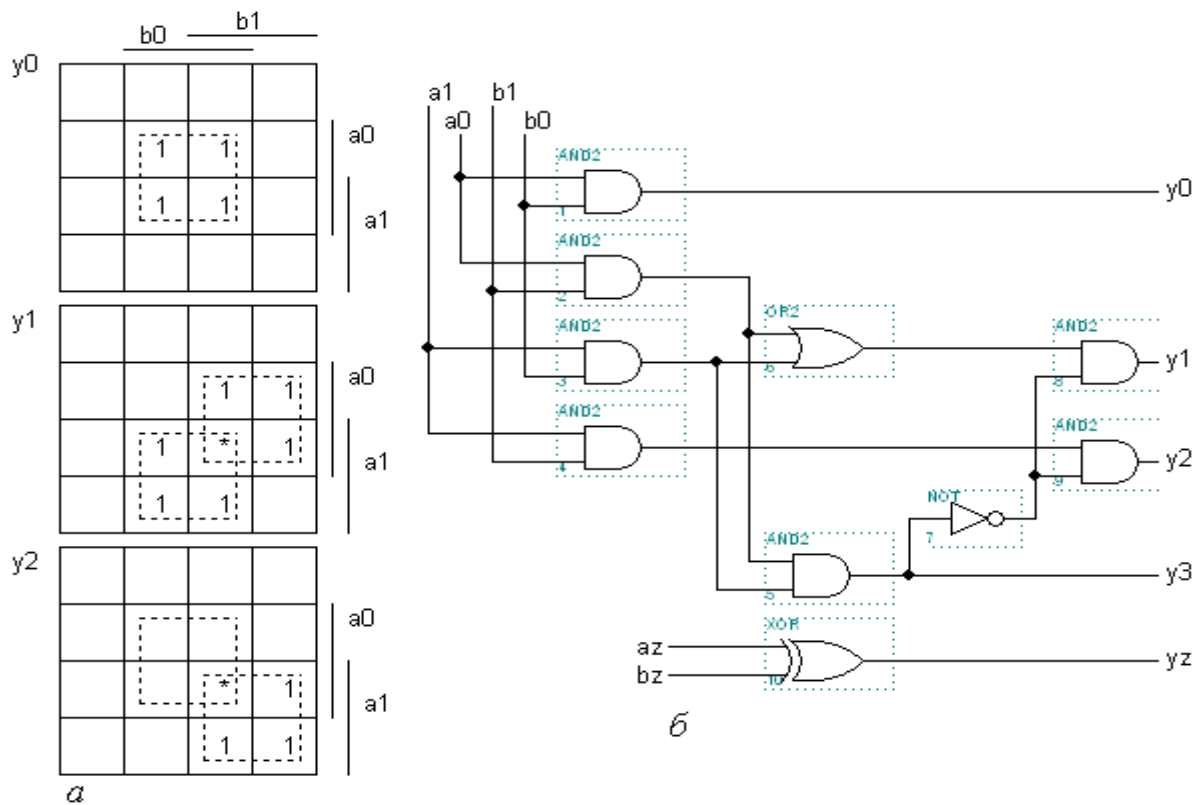 b0 b1
y0
1 1 a0
1 1 a1
y1
1 1 a0
1 * 1 a1
1 1
y2
a0
* 1 a1
1 1
а
a1 b1
a0 b0
AND2
1
y0
AND2
2
AND2
3
OR2
6
AND2
8
y1
AND2
4
AND2
9
y2
NOT
7
AND2
5
y3
XOR
10
az
bz
yz
б